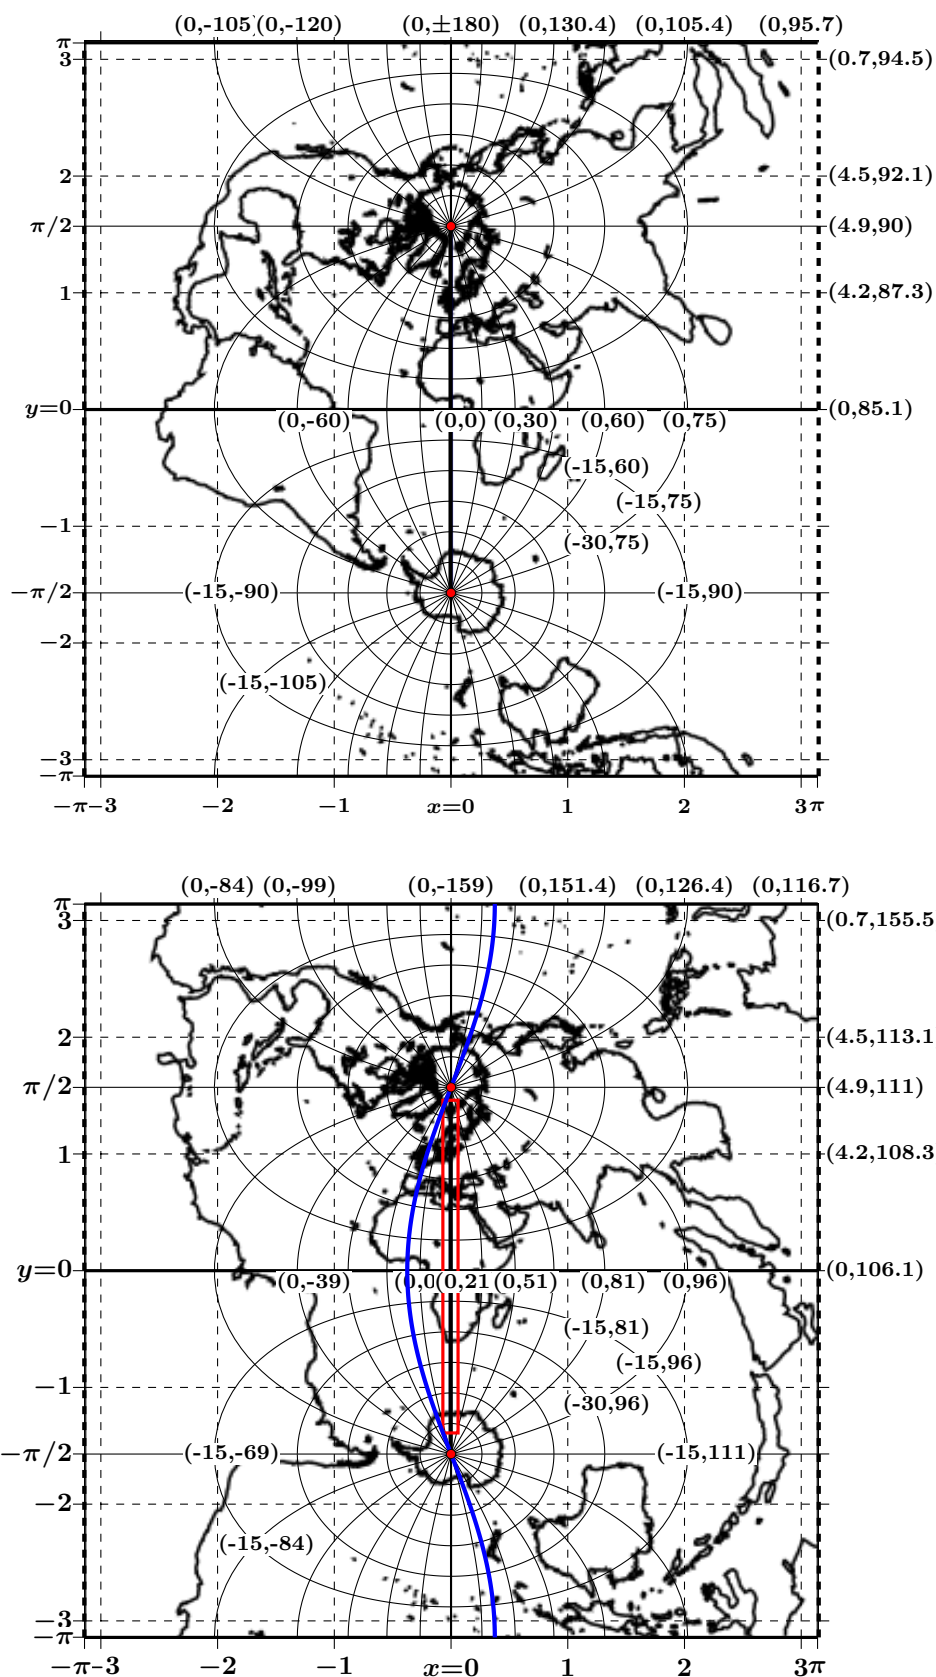 (0,-105) (0,-120) (0,±180) (0,130.4) (0,105.4) (0,95.7)
π
3 (0.7,94.5)
2 (4.5,92.1)
π/2 (4.9,90)
1 (4.2,87.3)
y=0 (0,85.1)
(0,-60) (0,0) (0,30) (0,60) (0,75)
(-15,60)
(-15,75)
−1 (-30,75)
−π/2 (-15,-90) (-15,90)
−2
(-15,-105)
−3
−π
−π-3 −2 −1 x=0 1 2 3π
(0,-84) (0,-99) (0,-159) (0,151.4) (0,126.4) (0,116.7)
π
3 (0.7,155.5
2 (4.5,113.1
π/2 (4.9,111)
1 (4.2,108.3
y=0 (0,106.1)
(0,-39) (0,0(0,21 (0,51) (0,81) (0,96)
(-15,81)
(-15,96)
−1 (-30,96)
−π/2 (-15,-69) (-15,111)
−2
(-15,-84)
−3
−π
−π-3 −2 −1 x=0 1 2 3π